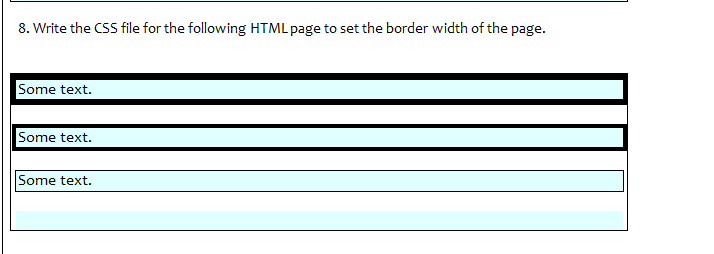 8. Write the CSS file for the following HTML page to set the border width of the page.
Some text.
Some text.
Some text.